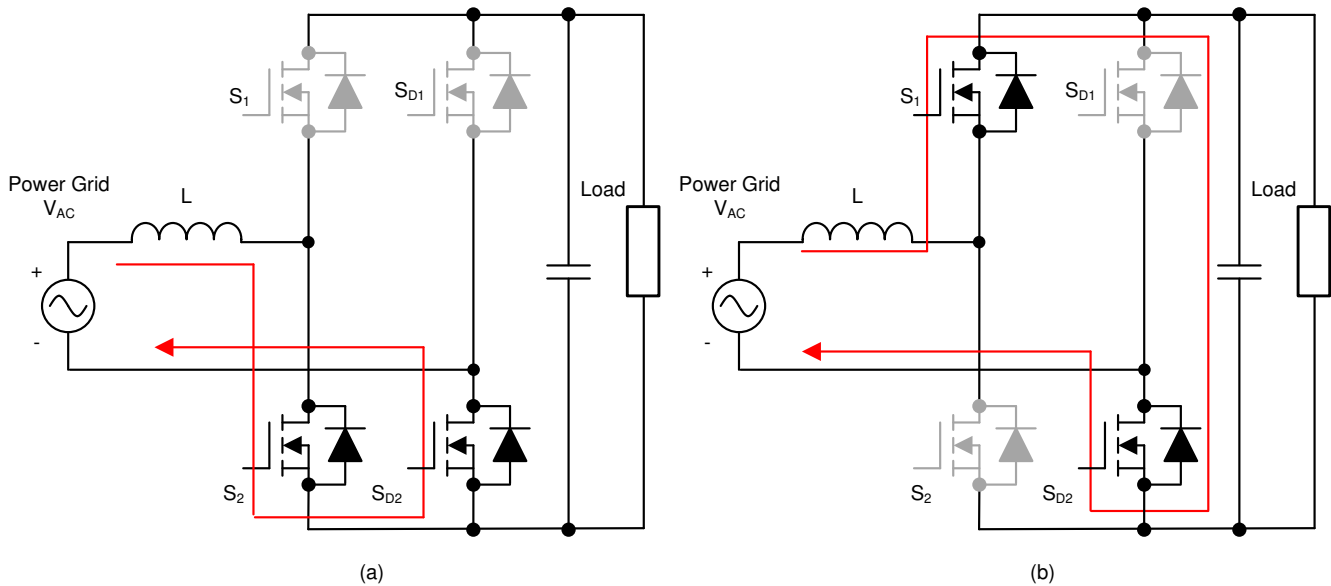 S1
SD1
Power Grid
VAC
L
Load
+
-
S2
SD2
(a)
S1
SD1
Power Grid
VAC
L
Load
+
-
S2
SD2
(b)